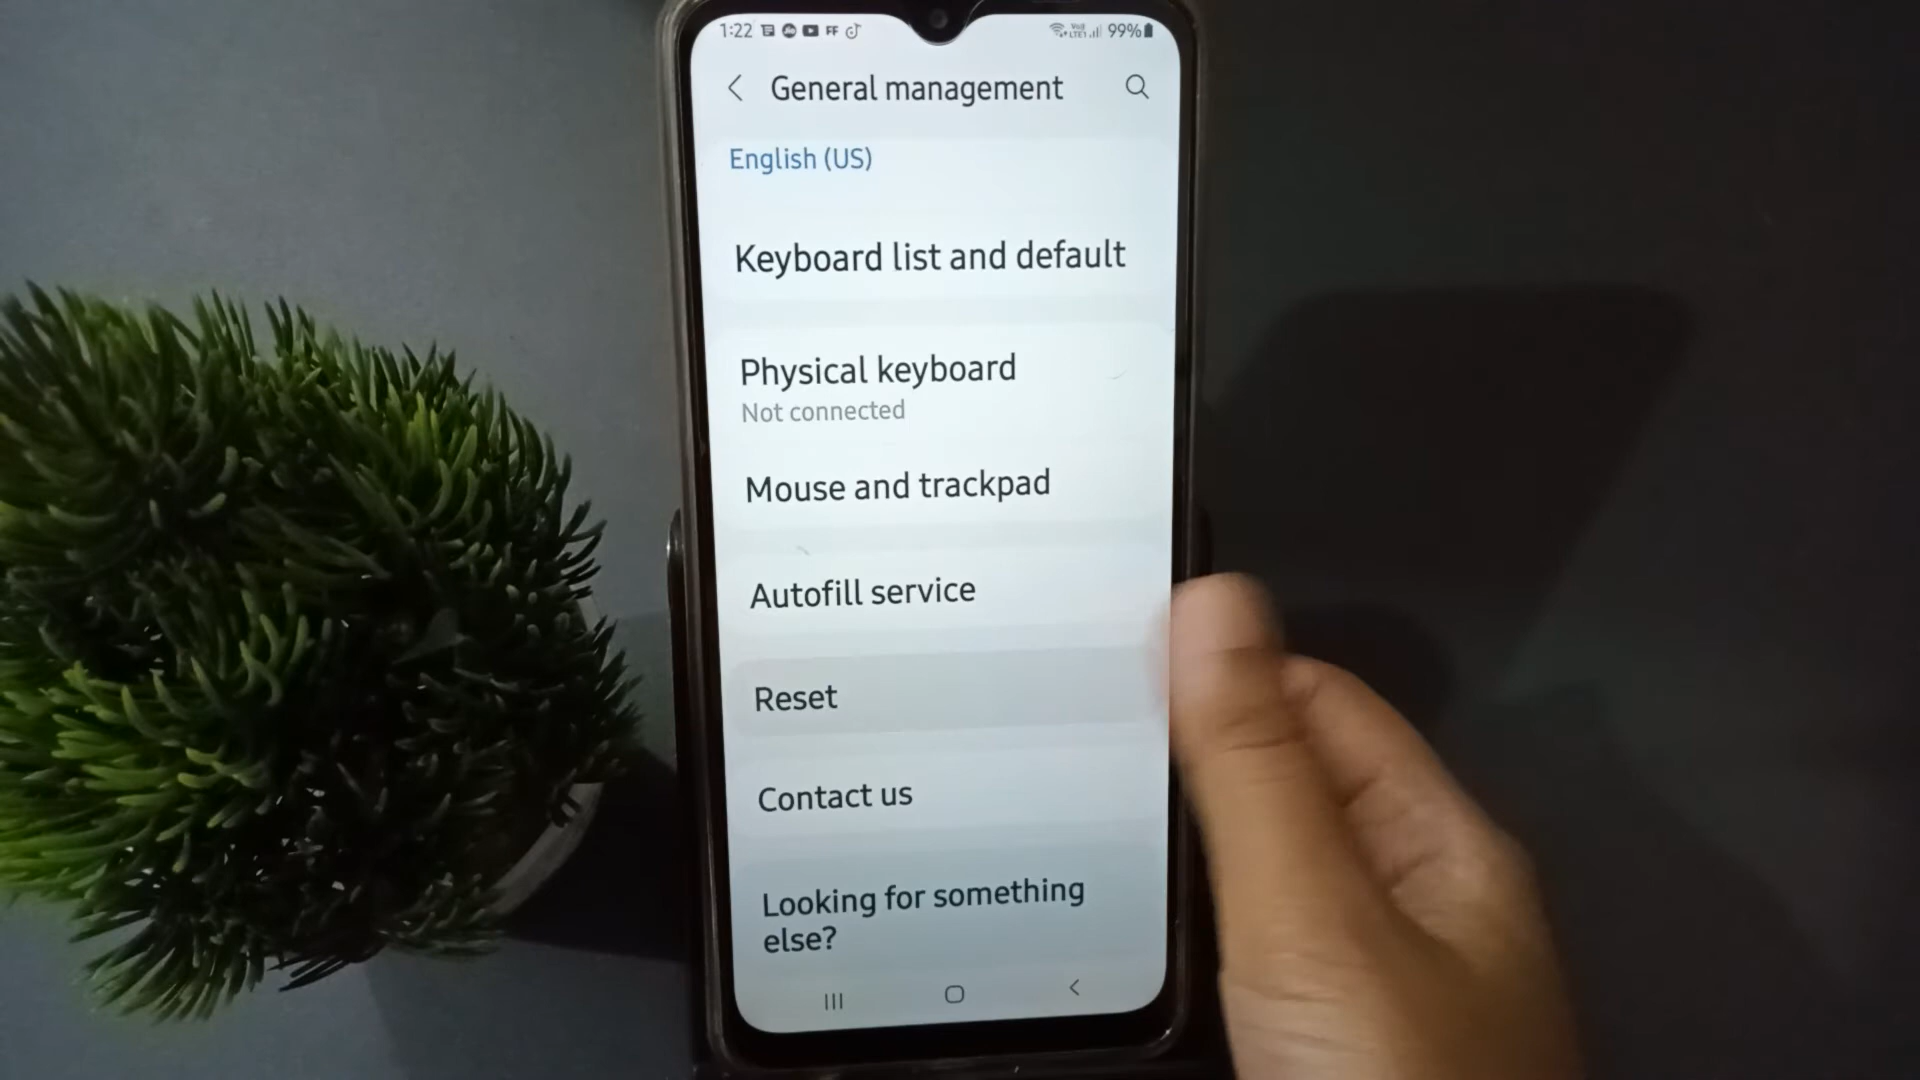 1:22 FF 99%
General management
English (US)
Keyboard list and default
Physical keyboard
Not connected
Mouse and trackpad
Autofill service
Reset
Contact us
Looking for something
else?